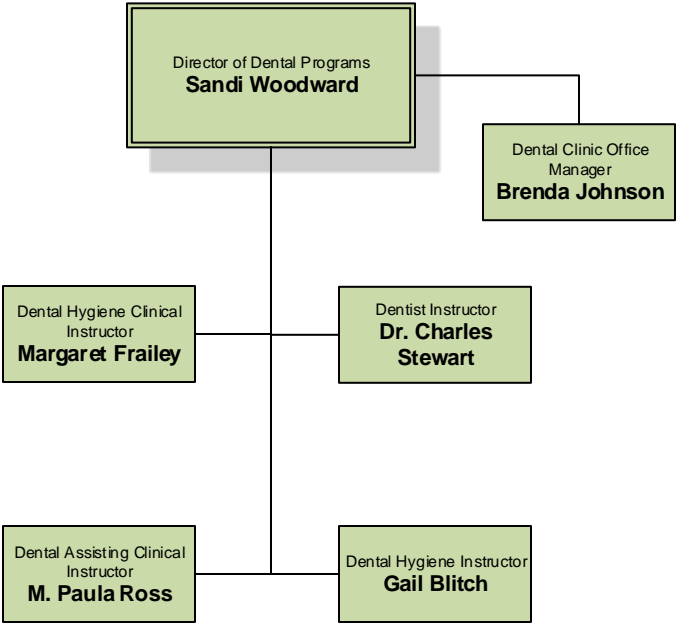 Director of Dental Programs
Sandi Woodward
Dental Clinic Office
Manager
Brenda Johnson
Dental Hygiene Clinical
Instructor
Margaret Frailey
Dentist Instructor
Dr. Charles
Stewart
Dental Assisting Clinical
Instructor
M. Paula Ross
Dental Hygiene Instructor
Gail Blitch